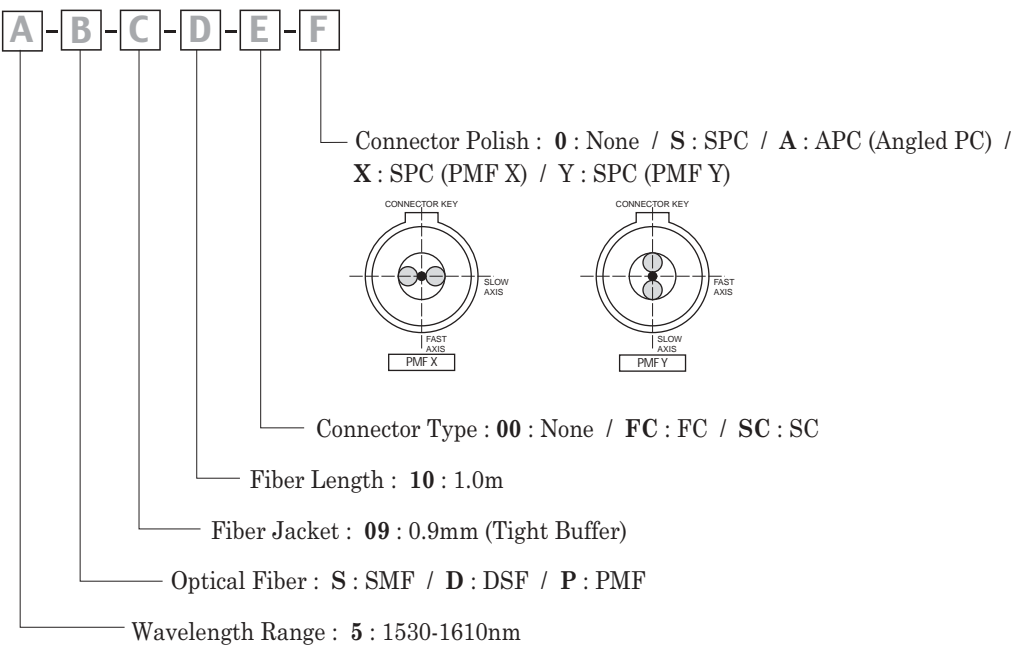 A-B-C-D-E-F
Connector Polish : 0 : None / S : SPC / A : APC (Angled PC) /
X : SPC (PMF X) / Y : SPC (PMF Y)
CONNECTOR KEY
SLOW
AXIS
FAST
AXIS
PMF X
CONNECTOR KEY
FAST
AXIS
SLOW
AXIS
PMF Y
Connector Type : 00 : None / FC : FC / SC : SC
Fiber Length : 10 : 1.0m
Fiber Jacket : 09 : 0.9mm (Tight Buffer)
Optical Fiber : S : SMF / D : DSF / P : PMF
Wavelength Range : 5 : 1530-1610nm